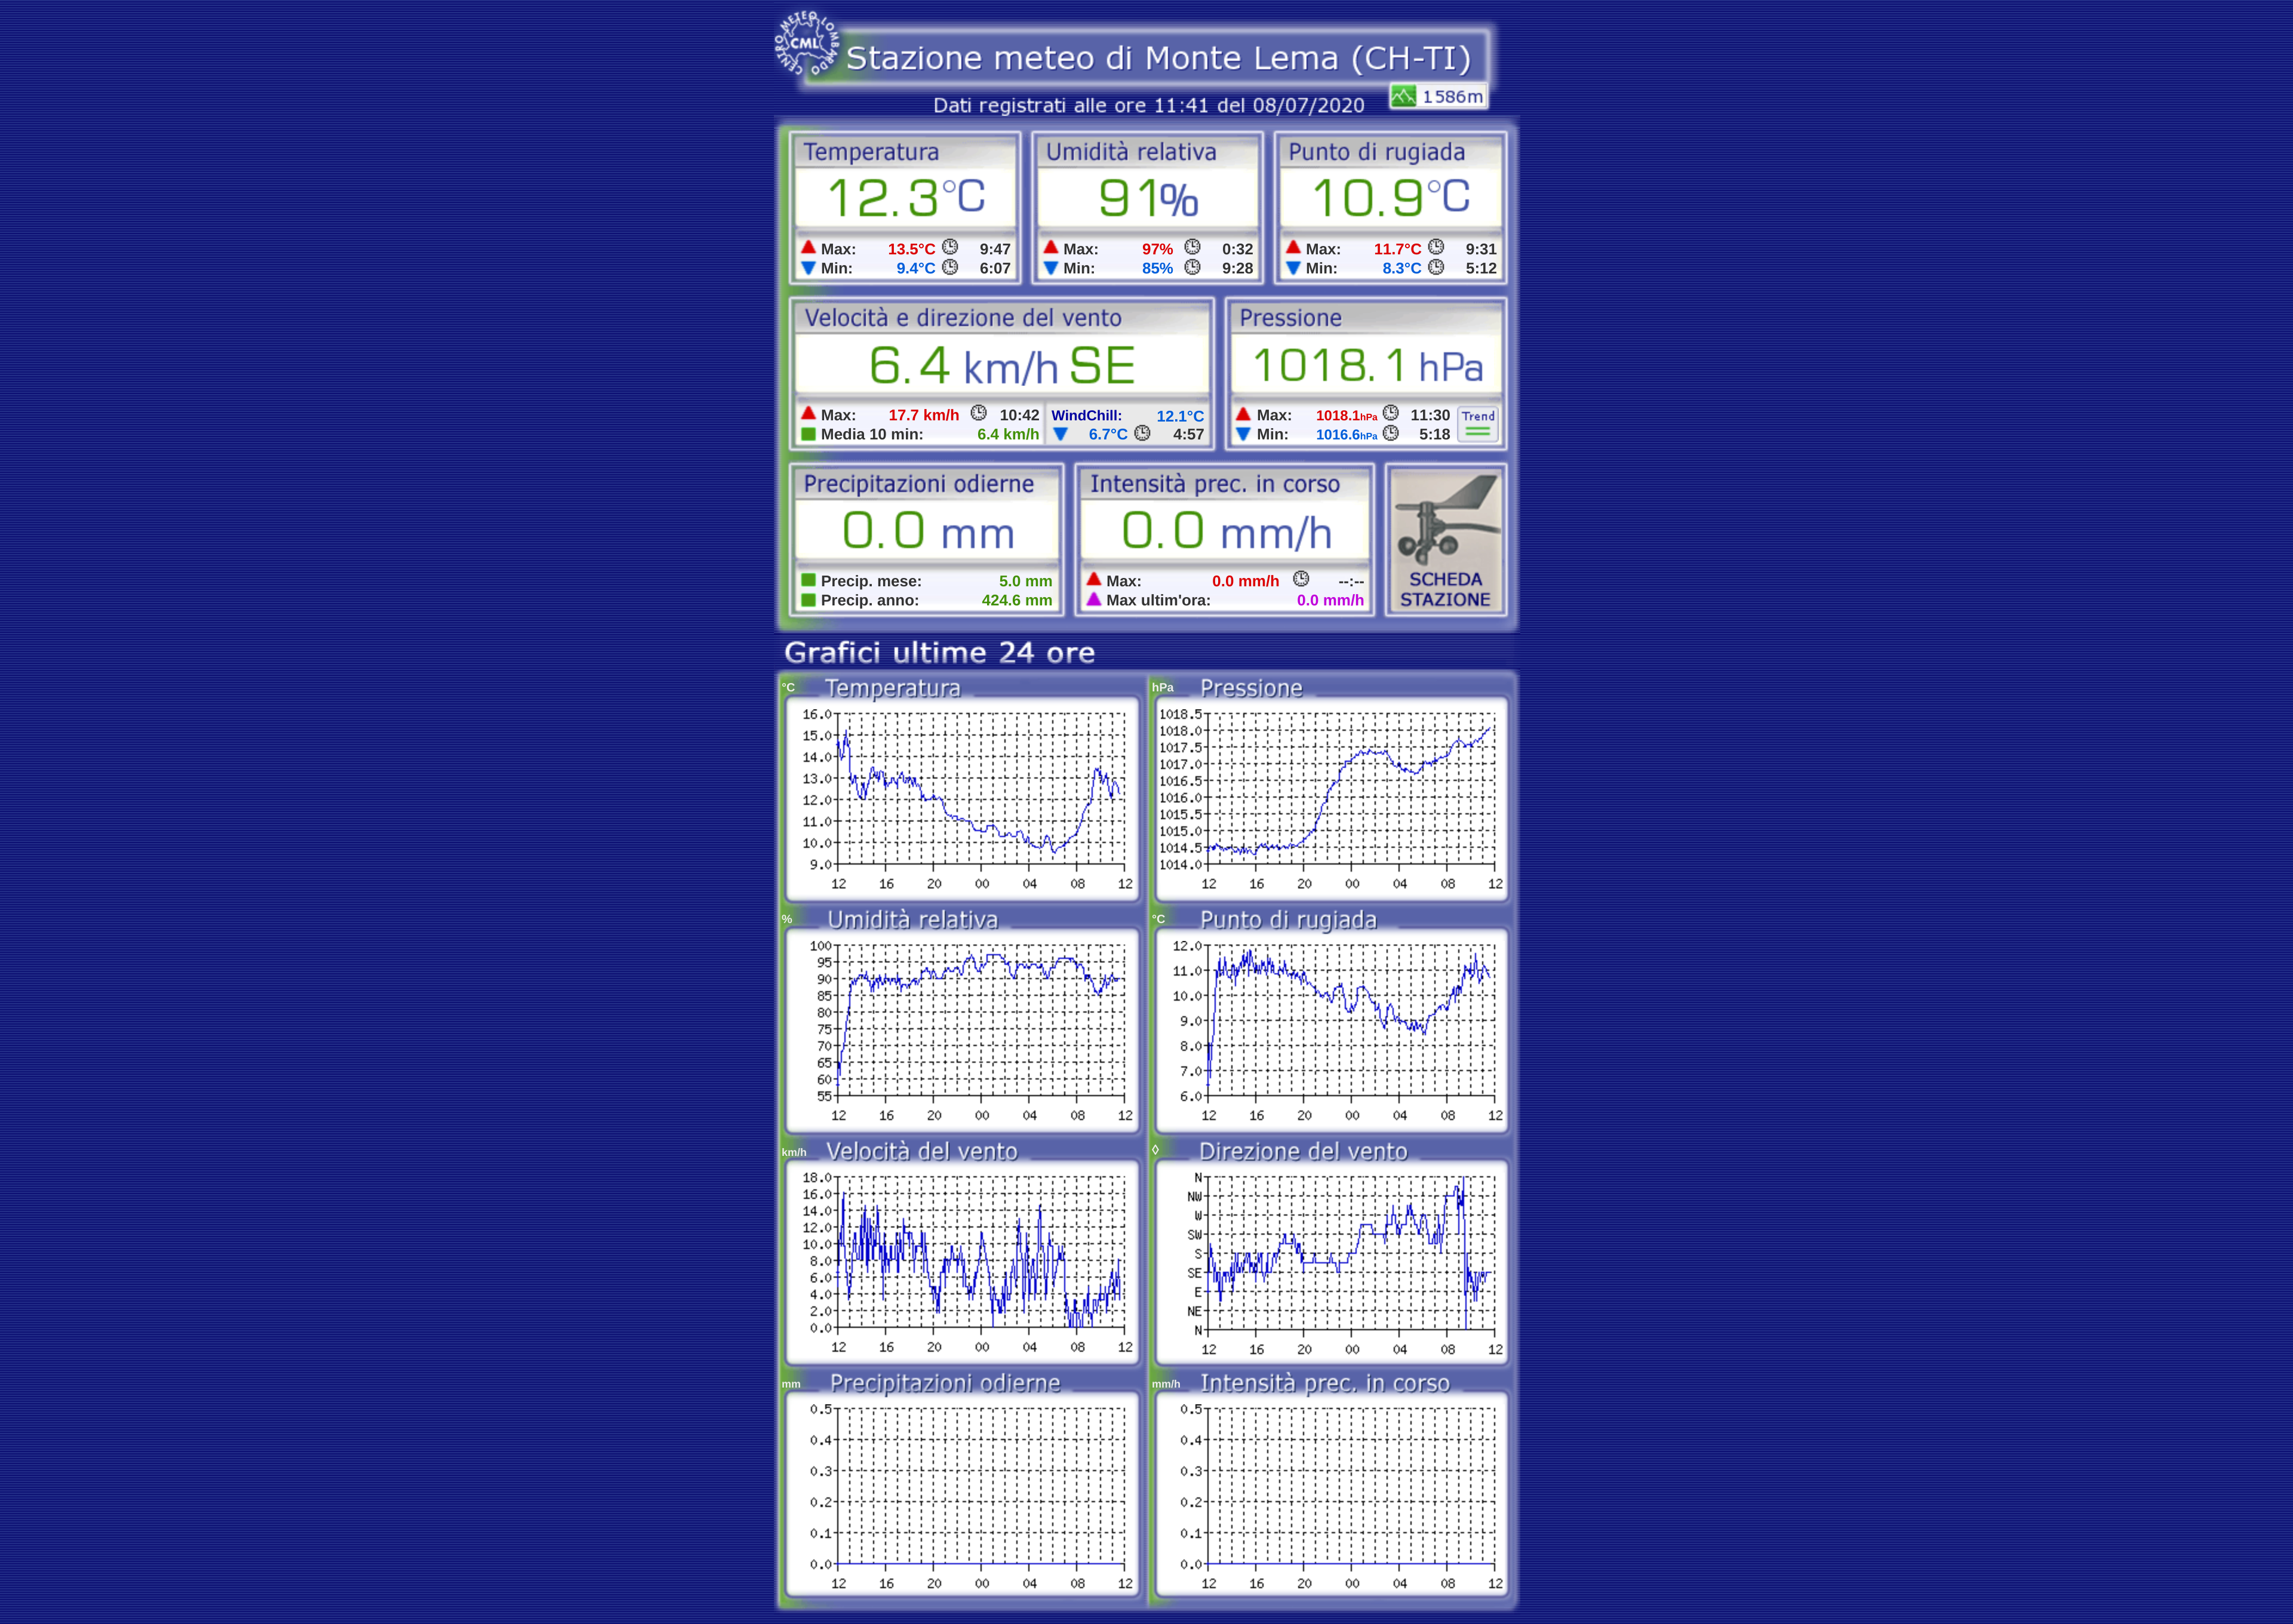 CENTRO METEO LOMBARDO
CML
Stazione meteo di Monte Lema (CH-TI)
Dati registrati alle ore 11:41 del 08/07/2020
1586m
Temperatura
12.3°C
Max: 13.5°C 9:47
Min: 9.4°C 6:07
Umidità relativa
91%
Max: 97% 0:32
Min: 85% 9:28
Punto di rugiada
10.9°C
Max: 11.7°C 9:31
Min: 8.3°C 5:12
Velocità e direzione del vento
6.4 km/h SE
Max: 17.7 km/h 10:42
Media 10 min: 6.4 km/h
WindChill: 12.1°C
6.7°C 4:57
Pressione
1018.1 hPa
Max: 1018.1hPa 11:30
Min: 1016.6hPa 5:18
Trend
Precipitazioni odierne
0.0 mm
Precip. mese: 5.0 mm
Precip. anno: 424.6 mm
Intensità prec. in corso
0.0 mm/h
Max: 0.0 mm/h --:--
Max ultim'ora: 0.0 mm/h
SCHEDA
STAZIONE
Grafici ultime 24 ore
°C Temperatura
16.0
15.0
14.0
13.0
12.0
11.0
10.0
9.0
12 16 20 00 04 08 12
hPa Pressione
1018.5
1018.0
1017.5
1017.0
1016.5
1016.0
1015.5
1015.0
1014.5
1014.0
12 16 20 00 04 08 12
% Umidità relativa
100
95
90
85
80
75
70
65
60
55
12 16 20 00 04 08 12
°C Punto di rugiada
12.0
11.0
10.0
9.0
8.0
7.0
6.0
12 16 20 00 04 08 12
km/h Velocità del vento
18.0
16.0
14.0
12.0
10.0
8.0
6.0
4.0
2.0
0.0
12 16 20 00 04 08 12
◊ Direzione del vento
N
NW
W
SW
S
SE
E
NE
N
12 16 20 00 04 08 12
mm Precipitazioni odierne
0.5
0.4
0.3
0.2
0.1
0.0
12 16 20 00 04 08 12
mm/h Intensità prec. in corso
0.5
0.4
0.3
0.2
0.1
0.0
12 16 20 00 04 08 12